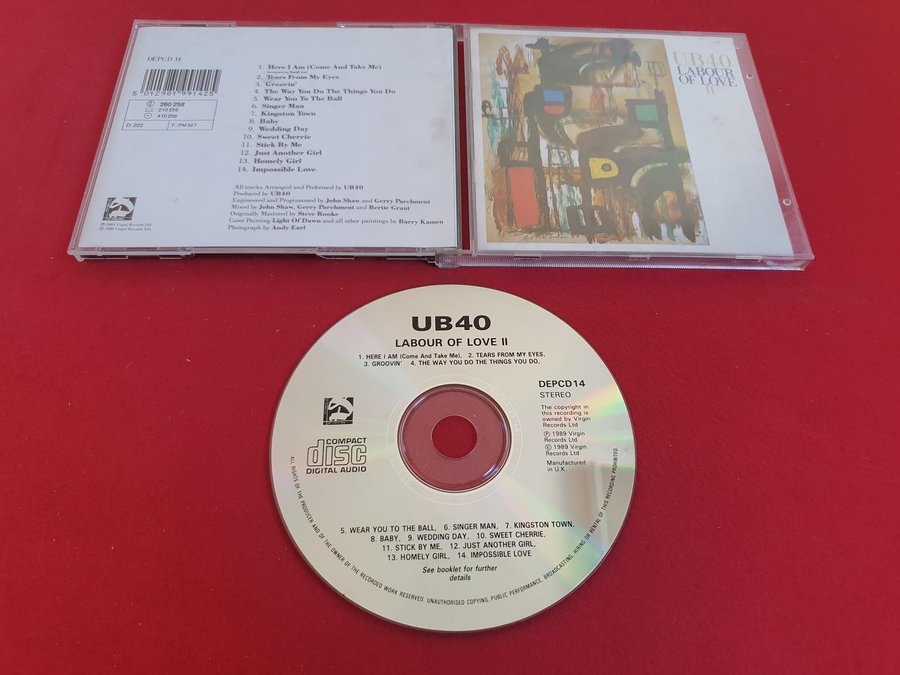 DEPCD 14
5 012981 991425
260 258
210 258
410 258
D: 222
F: PM 527
1. Here I Am (Come And Take Me)
2. Tears From My Eyes
3. Groovin'
4. The Way You Do The Things You Do
5. Wear You To The Ball
6. Singer Man
7. Kingston Town
8. Baby
9. Wedding Day
10. Sweet Cherrie
11. Stick By Me
12. Just Another Girl
13. Homely Girl
14. Impossible Love
All tracks Arranged and Performed by UB40
Produced by UB40
Engineered and Programmed by John Shaw and Gerry Parchment
Mixed by John Shaw, Gerry Parchment and Bertie Grant
Originally Mastered by Steve Rooke
Cover Painting Light Of Dawn and all other paintings by Barry Kamen
Photograph by Andy Earl
℗ 1989 Virgin Records Ltd
© 1989 Virgin Records Ltd
UB40
LABOUR
OF LOVE
II
UB40
LABOUR OF LOVE II
1. HERE I AM (Come And Take Me), 2. TEARS FROM MY EYES,
3. GROOVIN' 4. THE WAY YOU DO THE THINGS YOU DO,
DEPCD14
STEREO
The copyright in
this recording is
owned by Virgin
Records Ltd
℗ 1989 Virgin
Records Ltd
© 1989 Virgin
Records Ltd
Manufactured
in U.K.
COMPACT
disc
DIGITAL AUDIO
5. WEAR YOU TO THE BALL, 6. SINGER MAN, 7. KINGSTON TOWN,
8. BABY, 9. WEDDING DAY, 10. SWEET CHERRIE,
11. STICK BY ME, 12. JUST ANOTHER GIRL,
13. HOMELY GIRL, 14. IMPOSSIBLE LOVE
See booklet for further
details
ALL RIGHTS OF THE PRODUCER AND OF THE OWNER OF THE RECORDED WORK RESERVED. UNAUTHORISED COPYING, PUBLIC PERFORMANCE, BROADCASTING, HIRING OR RENTAL OF THIS RECORDING PROHIBITED